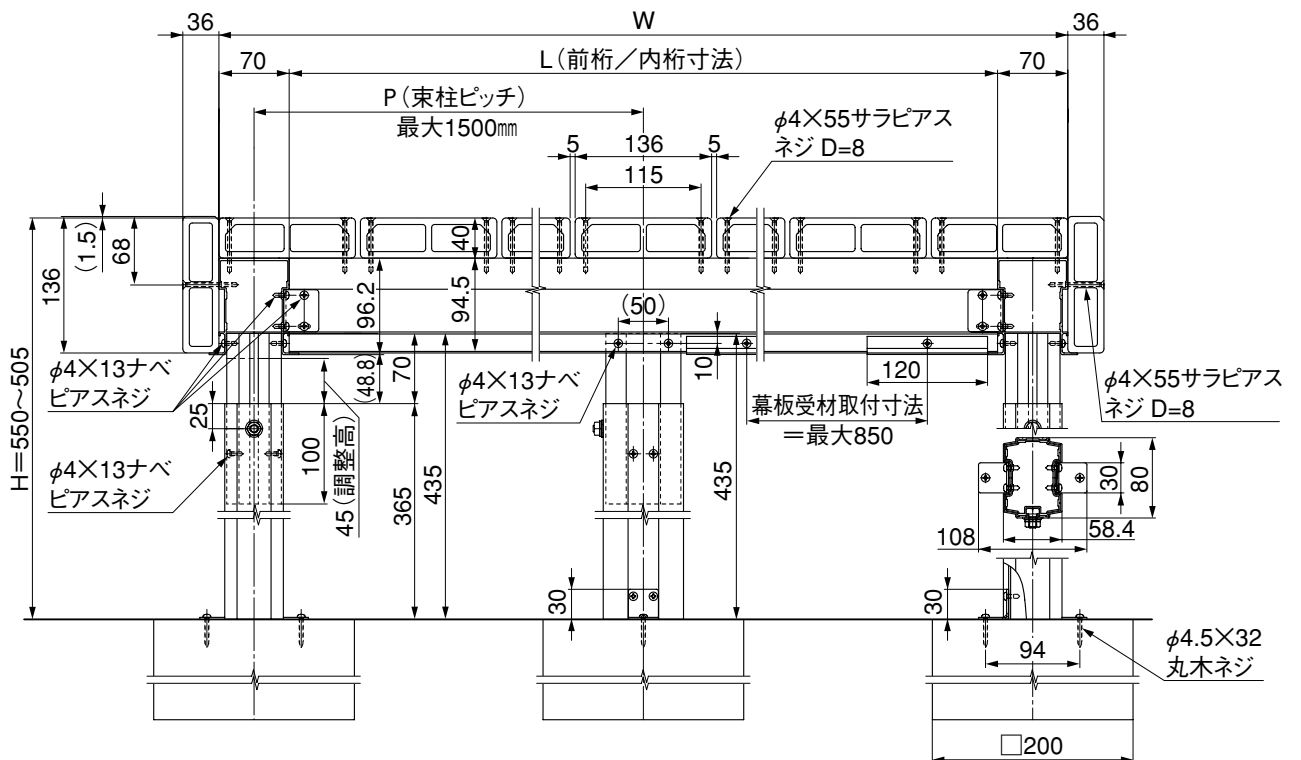 36
W
36
70
L（前桁／内桁寸法）
70
P（束柱ピッチ）
最大1500㎜
φ4×55サラピアス
ネジ D=8
5
136
5
115
136
(1.5)
68
40
96.2
94.5
(50)
H=550〜505
φ4×13ナベ
ピアスネジ
25
(48.8)
70
φ4×13ナベ
ピアスネジ
10
120
φ4×55サラピアス
ネジ D=8
幕板受材取付寸法
＝最大850
φ4×13ナベ
ピアスネジ
100
45（調整高）
365
435
435
30
80
108
58.4
30
30
94
φ4.5×32
丸木ネジ
□200